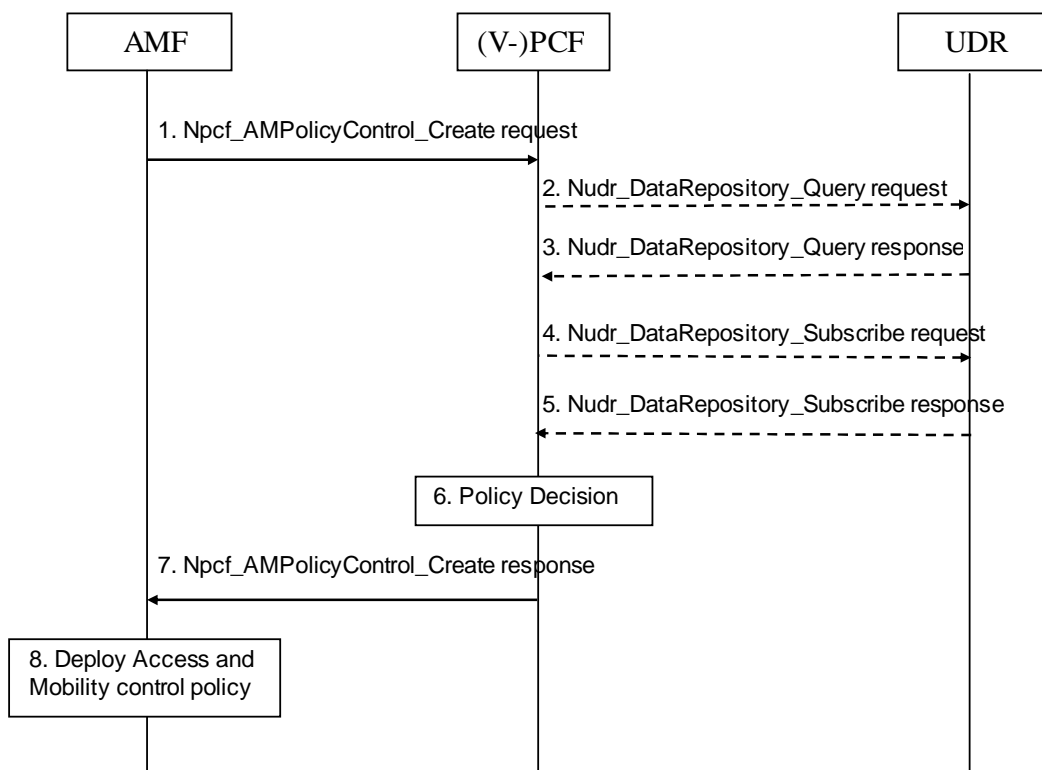 AMF
(V-)PCF
UDR
1. Npcf_AMPolicyControl_Create request
2. Nudr_DataRepository_Query request
3. Nudr_DataRepository_Query response
4. Nudr_DataRepository_Subscribe request
5. Nudr_DataRepository_Subscribe response
6. Policy Decision
7. Npcf_AMPolicyControl_Create response
8. Deploy Access and
Mobility control policy